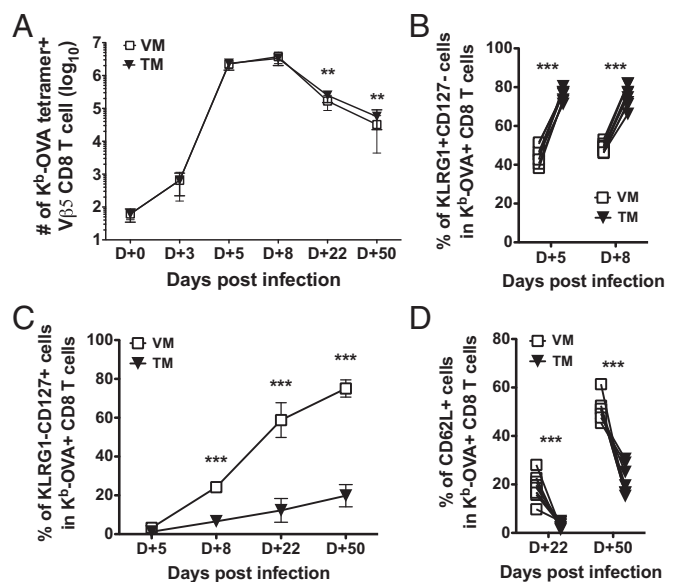 A
VM
TM
# of Kb-OVA tetramer+
Vβ5 CD8 T cell (log10)
7
6
5
4
3
2
1
**
**
D+0 D+3 D+5 D+8 D+22 D+50
Days post infection
B
% of KLRG1+CD127- cells
in Kb-OVA+ CD8 T cells
100
80
60
40
20
0
*** ***
VM
TM
D+5 D+8
Days post infection
C
% of KLRG1-CD127+ cells
in Kb-OVA+ CD8 T cells
100
80
60
40
20
0
VM
TM
***
***
***
D+5 D+8 D+22 D+50
Days post infection
D
% of CD62L+ cells
in Kb-OVA+ CD8 T cells
80
60
40
20
0
VM
TM
***
***
D+22 D+50
Days post infection